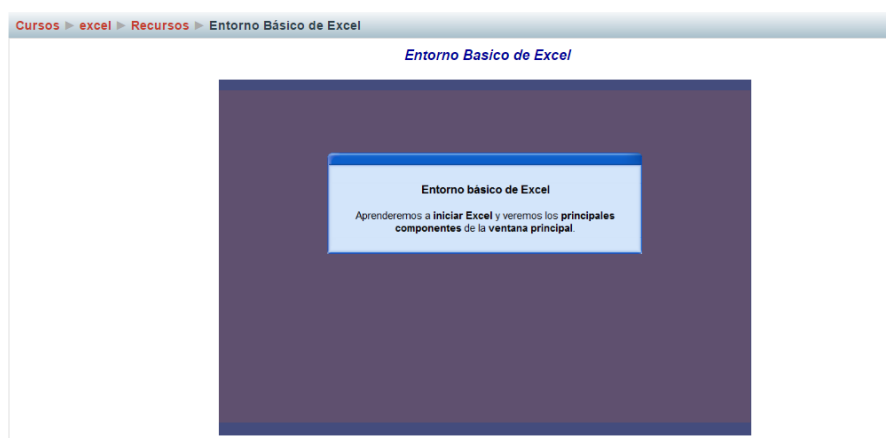 Cursos ► excel ► Recursos ► Entorno Básico de Excel
Entorno Basico de Excel
Entorno básico de Excel
Aprenderemos a iniciar Excel y veremos los principales
componentes de la ventana principal.